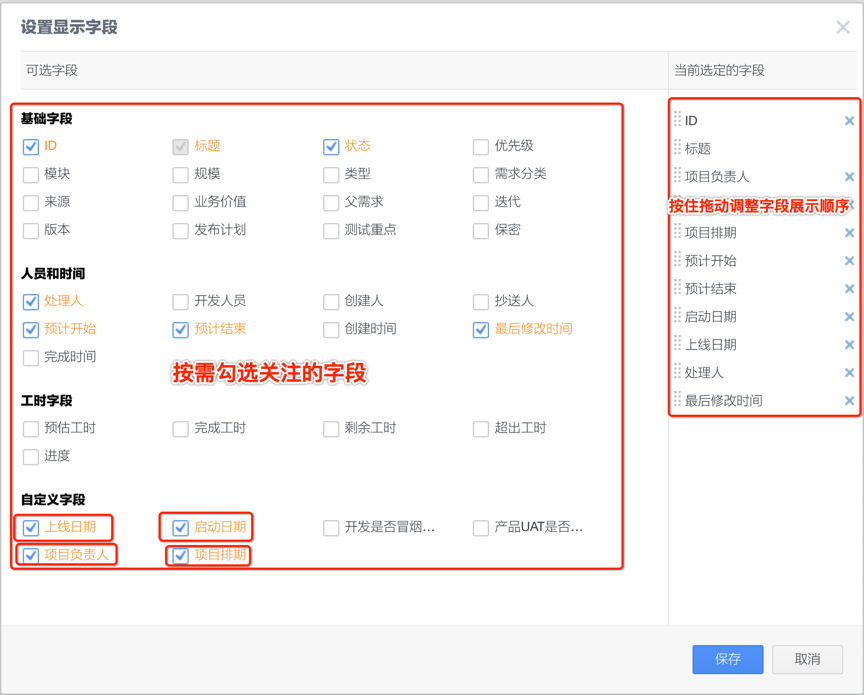 设置显示字段
可选字段
当前选定的字段
基础字段
ID 标题 状态 优先级
模块 规模 类型 需求分类
来源 业务价值 父需求 迭代
版本 发布计划 测试重点 保密
人员和时间
处理人 开发人员 创建人 抄送人
预计开始 预计结束 创建时间 最后修改时间
完成时间
按需勾选关注的字段
工时字段
预估工时 完成工时 剩余工时 超出工时
进度
自定义字段
上线日期 启动日期 开发是否冒烟... 产品UAT是否...
项目负责人 项目排期
ID
标题
项目负责人
按住拖动调整字段展示顺序
项目排期
预计开始
预计结束
启动日期
上线日期
处理人
最后修改时间
保存 取消